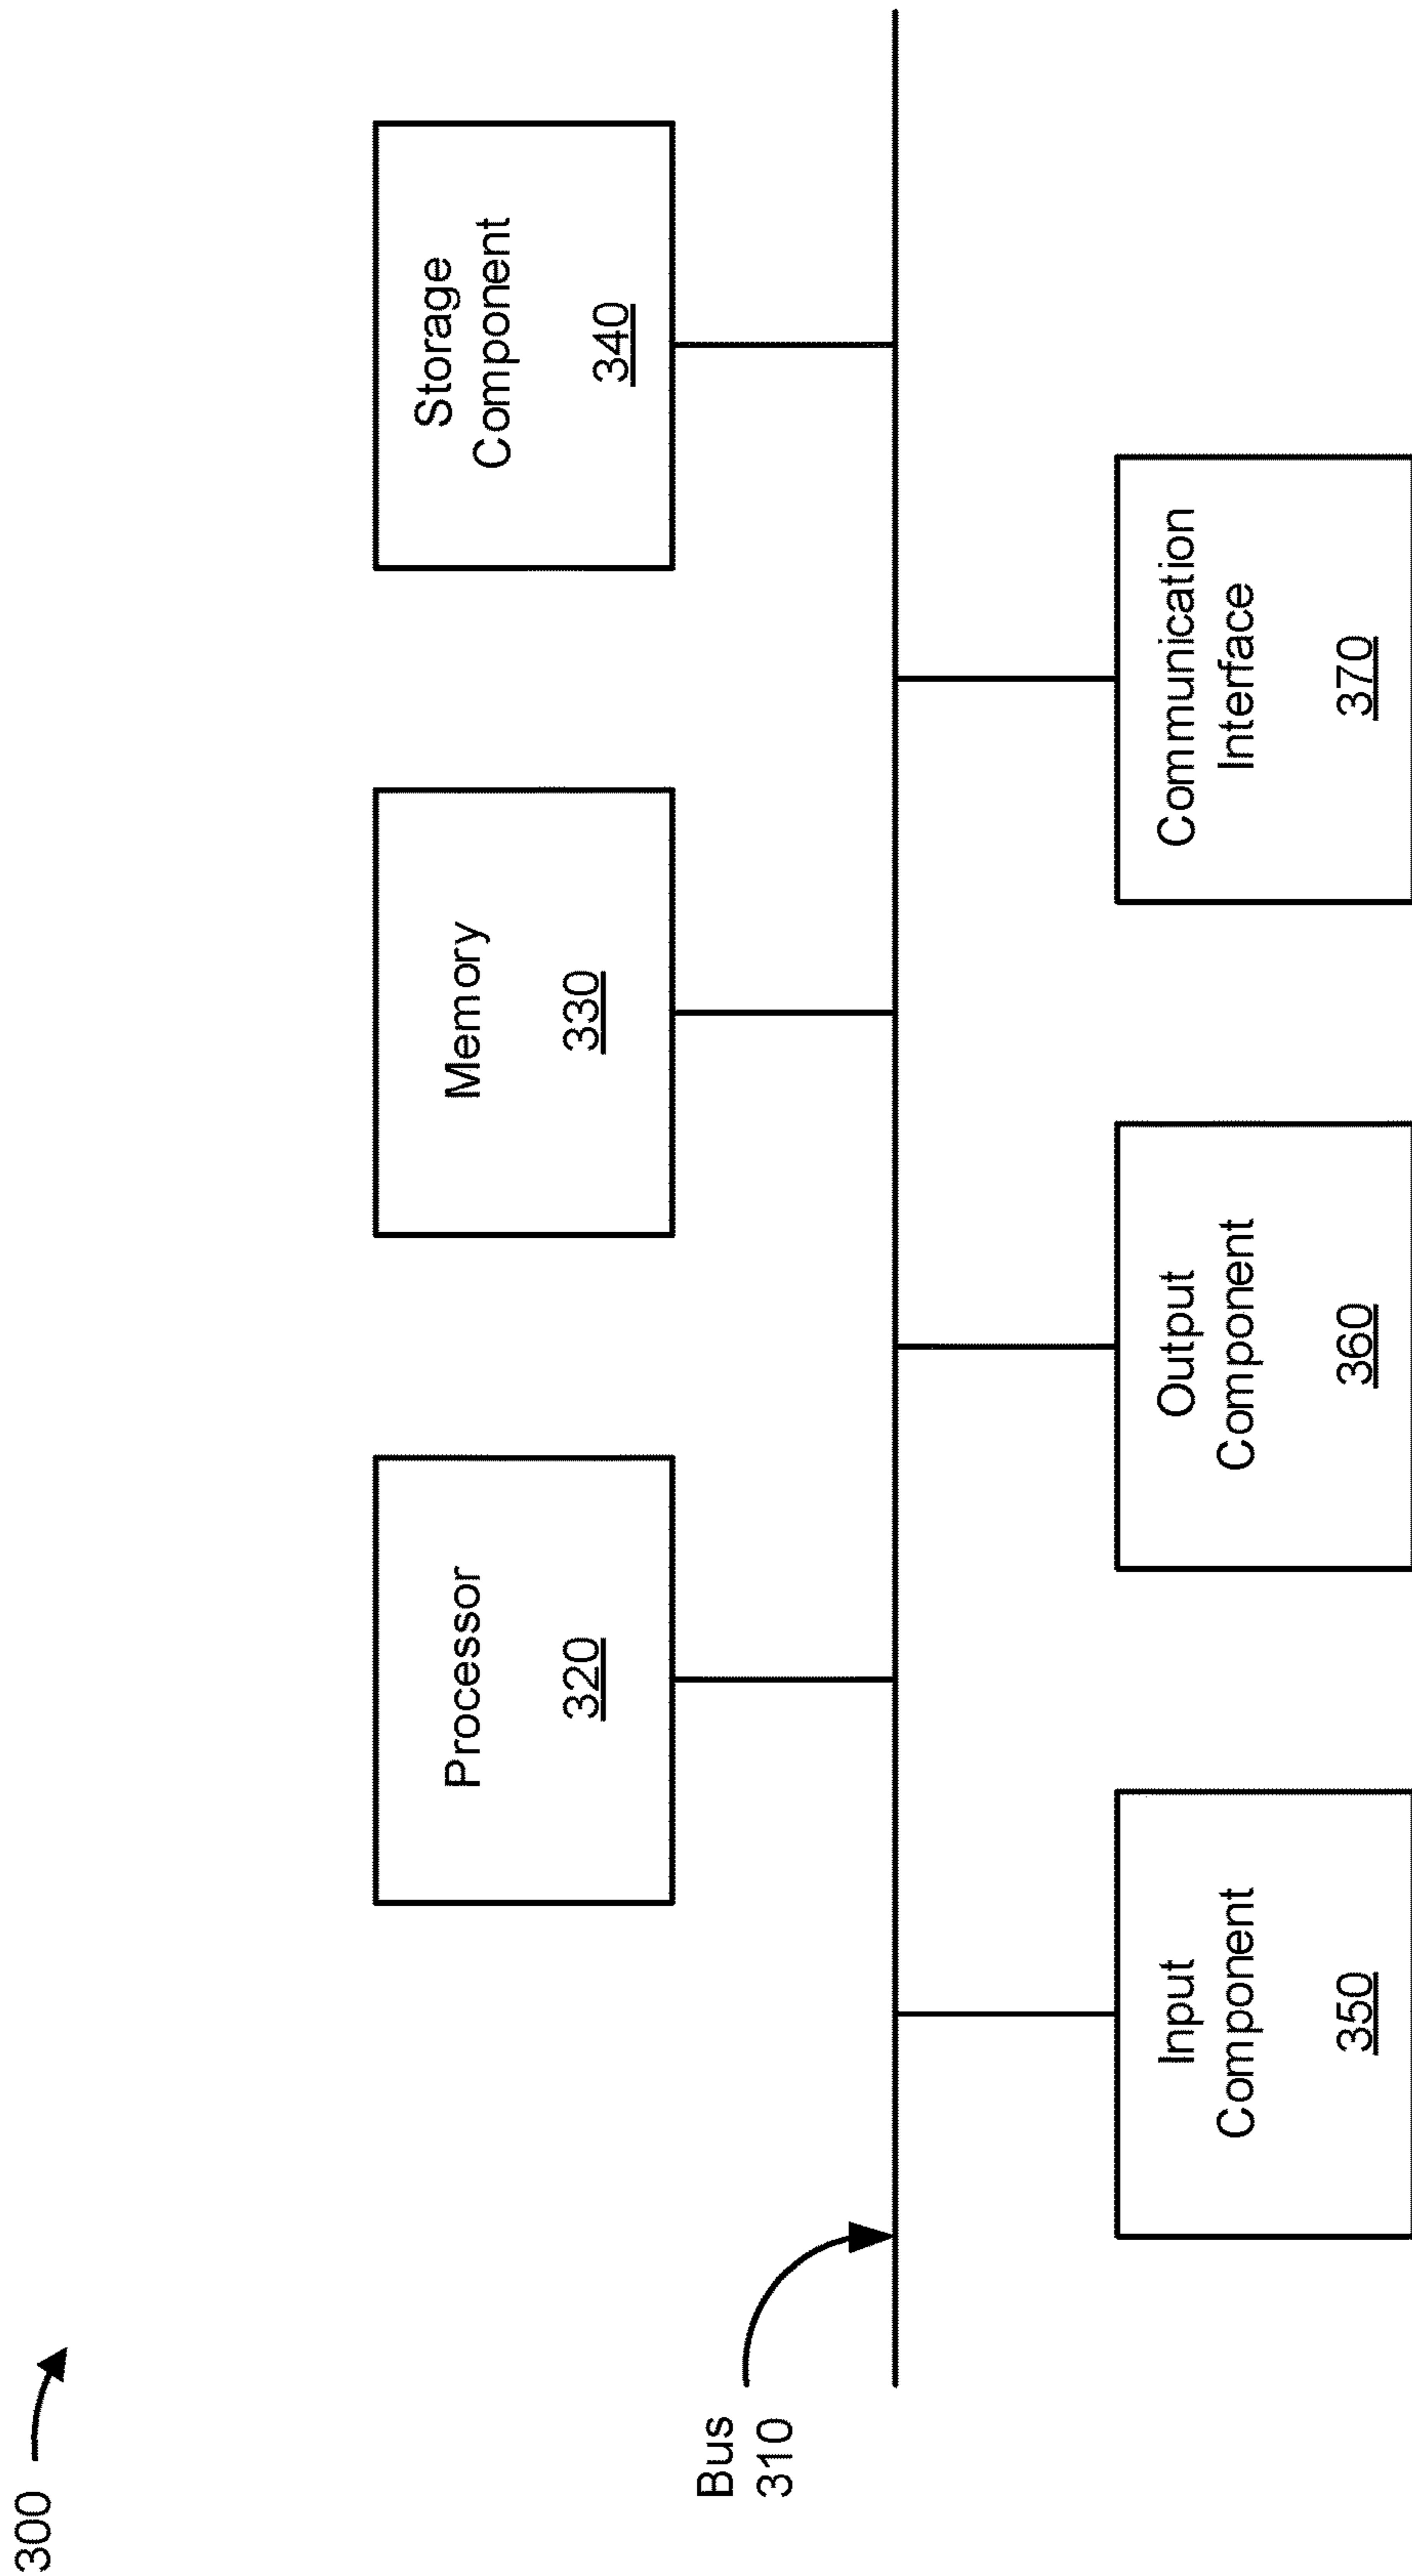 300
Bus
310
Processor
320
Memory
330
Storage
Component
340
Input
Component
350
Output
Component
360
Communication
Interface
370